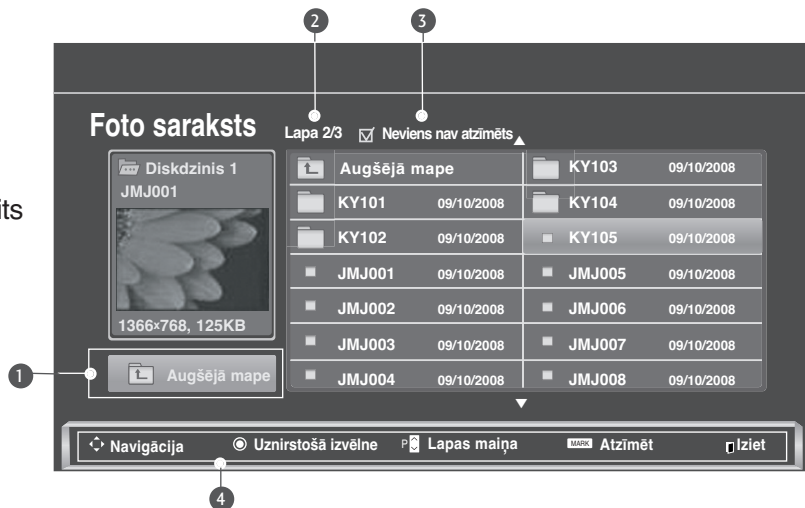 2 3
Foto saraksts
Lapa 2/3 Neviens nav atzīmēts
Diskdzinis 1
JMJ001
1366×768, 125KB
its
1 Augšējā mape
Augšējā mape KY103 09/10/2008
KY101 09/10/2008 KY104 09/10/2008
KY102 09/10/2008 KY105 09/10/2008
JMJ001 09/10/2008 JMJ005 09/10/2008
JMJ002 09/10/2008 JMJ006 09/10/2008
JMJ003 09/10/2008 JMJ007 09/10/2008
JMJ004 09/10/2008 JMJ008 09/10/2008
Navigācija Uznirstošā izvēlne P Lapas maiņa MARK Atzīmēt Iziet
4